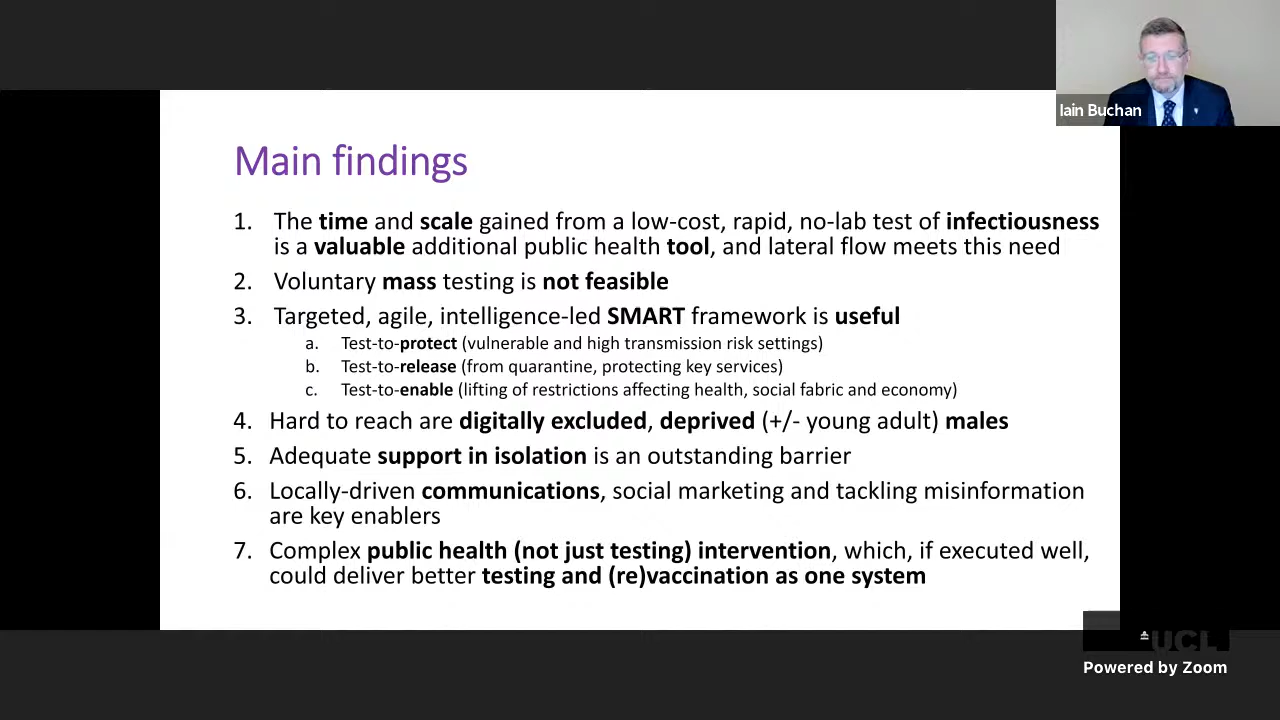 Iain Buchan
Main findings
1. The time and scale gained from a low-cost, rapid, no-lab test of infectiousness
is a valuable additional public health tool, and lateral flow meets this need
2. Voluntary mass testing is not feasible
3. Targeted, agile, intelligence-led SMART framework is useful
a. Test-to-protect (vulnerable and high transmission risk settings)
b. Test-to-release (from quarantine, protecting key services)
c. Test-to-enable (lifting of restrictions affecting health, social fabric and economy)
4. Hard to reach are digitally excluded, deprived (+/- young adult) males
5. Adequate support in isolation is an outstanding barrier
6. Locally-driven communications, social marketing and tackling misinformation
are key enablers
7. Complex public health (not just testing) intervention, which, if executed well,
could deliver better testing and (re)vaccination as one system
UCL
Powered by Zoom